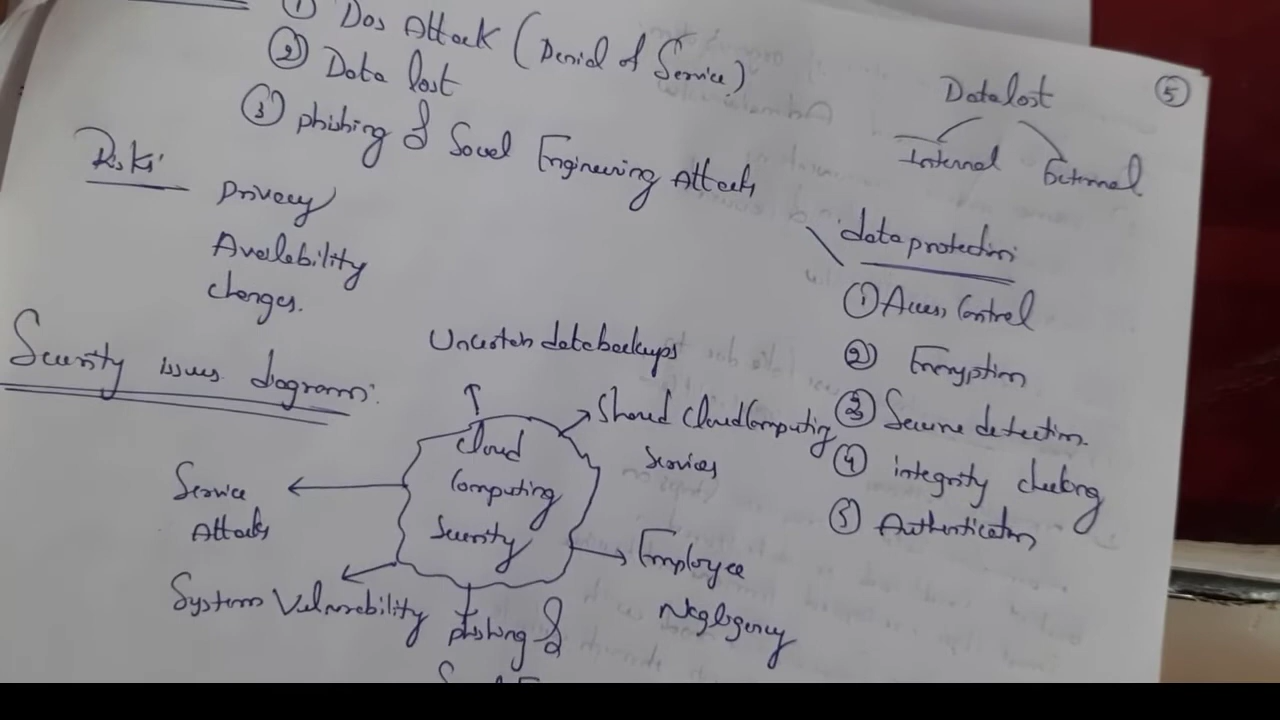 ① Dos Attack (Denial of Service)
② Data lost
③ phishing & Social Engineering Attacks
Risks:
privacy
Availability
changes.
Data lost
⑤
Internal
External
data protection
① Access Control
② Encryption
③ Secure detection.
④ integrity checking
⑤ Authentication
Security issues diagrams:
Uncertain data backups
Shared Cloud Computing
Services
Cloud
Computing
Security
Service
Attacks
Employee
Negligency
System Vulnerability
phishing &